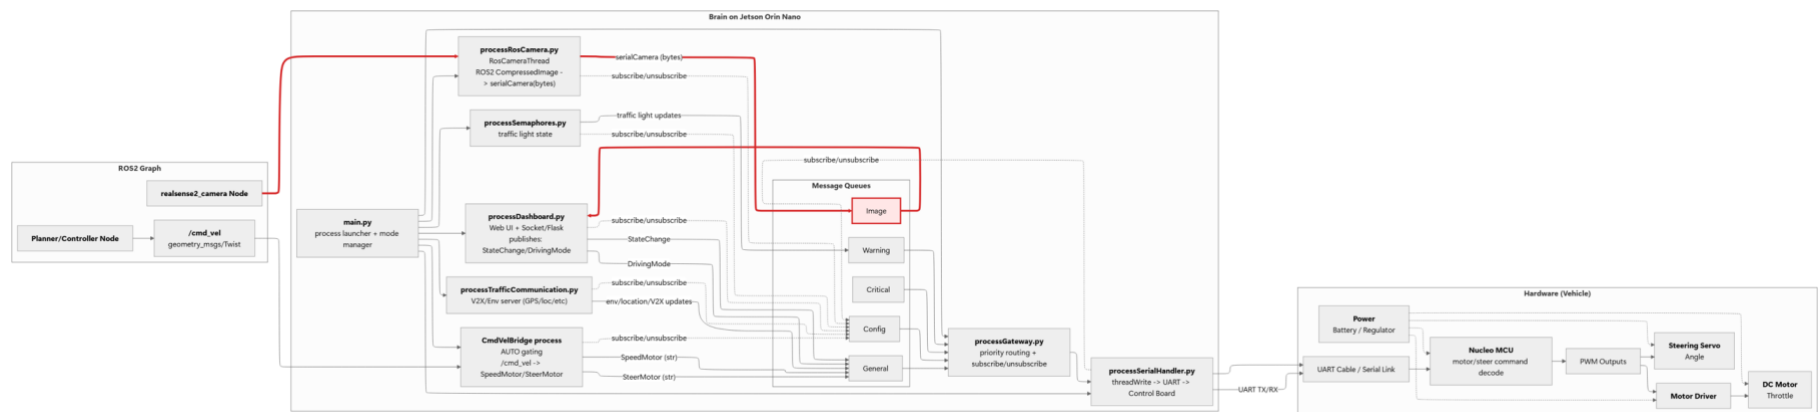 Brain on Jetson Orin Nano
processRosCamera.py
RosCameraThread
ROS2 CompressedImage -
> serialCamera(bytes)
serialCamera (bytes)
subscribe/unsubscribe
processSemaphores.py
traffic light state
traffic light updates
subscribe/unsubscribe
subscribe/unsubscribe
ROS2 Graph
realsense2_camera Node
Planner/Controller Node
/cmd_vel
geometry_msgs/Twist
main.py
process launcher + mode
manager
processDashboard.py
Web UI + Socket/Flask
publishes:
StateChange/DrivingMode
subscribe/unsubscribe
StateChange
DrivingMode
processTrafficCommunication.py
V2X/Env server (GPS/loc/etc)
subscribe/unsubscribe
env/location/V2X updates
CmdVelBridge process
AUTO gating
/cmd_vel ->
SpeedMotor/SteerMotor
subscribe/unsubscribe
SpeedMotor (str)
SteerMotor (str)
Message Queues
Image
Warning
Critical
Config
General
processGateway.py
priority routing +
subscribe/unsubscribe
processSerialHandler.py
threadWrite -> UART ->
Control Board
UART TX/RX
Hardware (Vehicle)
Power
Battery / Regulator
UART Cable / Serial Link
Nucleo MCU
motor/steer command
decode
PWM Outputs
Steering Servo
Angle
Motor Driver
DC Motor
Throttle